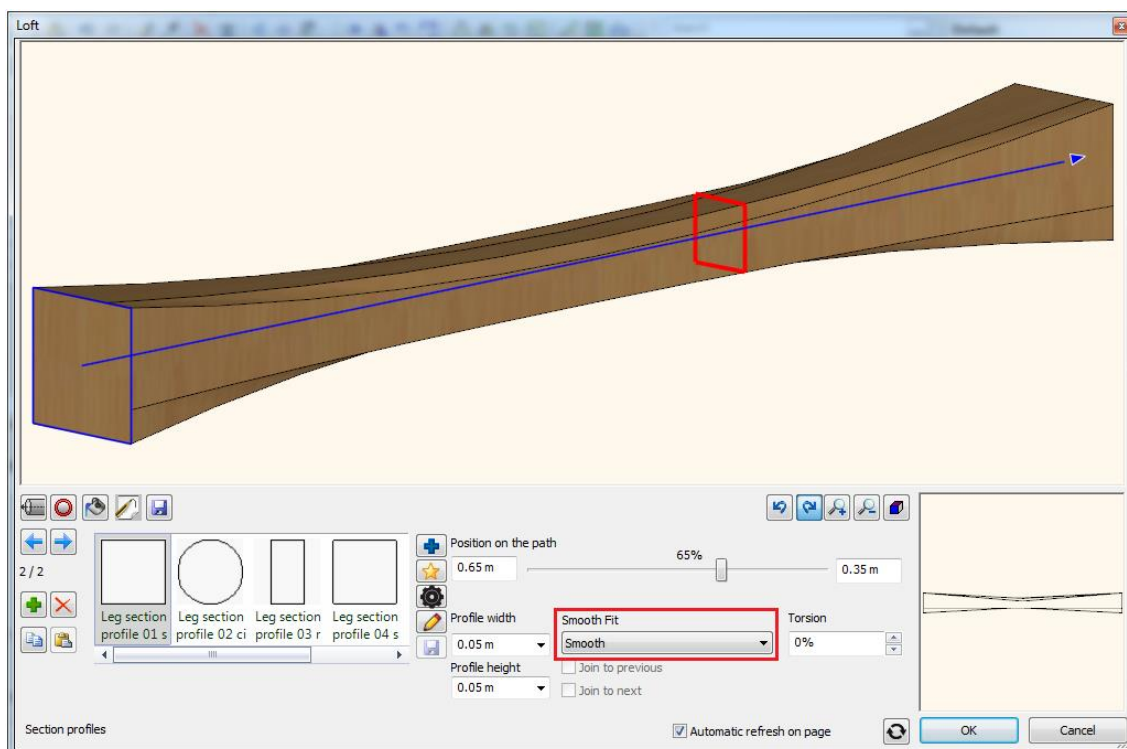 Loft
Default
Position on the path
0.65 m
65%
0.35 m
2 / 2
Leg section profile 01 s
Leg section profile 02 ci
Leg section profile 03 r
Leg section profile 04 s
Profile width
0.05 m
Smooth Fit
Smooth
Torsion
0%
Profile height
0.05 m
Join to previous
Join to next
Section profiles
Automatic refresh on page
OK
Cancel